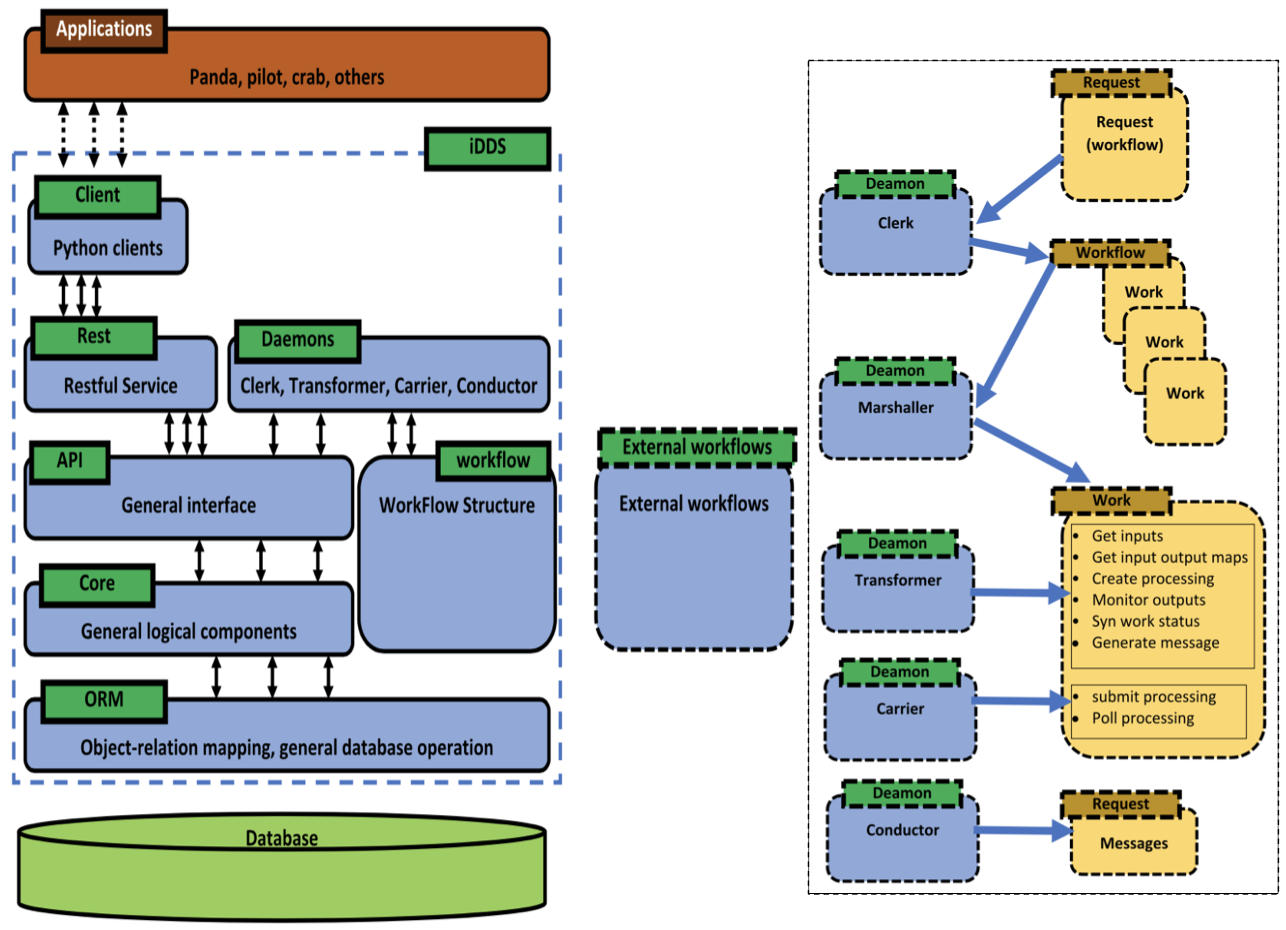 Applications
Panda, pilot, crab, others
iDDS
Client
Python clients
Rest
Restful Service
Daemons
Clerk, Transformer, Carrier, Conductor
API
General interface
workflow
WorkFlow Structure
Core
General logical components
ORM
Object-relation mapping, general database operation
Database
External workflows
External workflows
Request
Request
(workflow)
Deamon
Clerk
Workflow
Work
Work
Work
Deamon
Marshaller
Work
• Get inputs
• Get input output maps
• Create processing
• Monitor outputs
• Syn work status
• Generate message
• submit processing
• Poll processing
Deamon
Transformer
Deamon
Carrier
Deamon
Conductor
Request
Messages